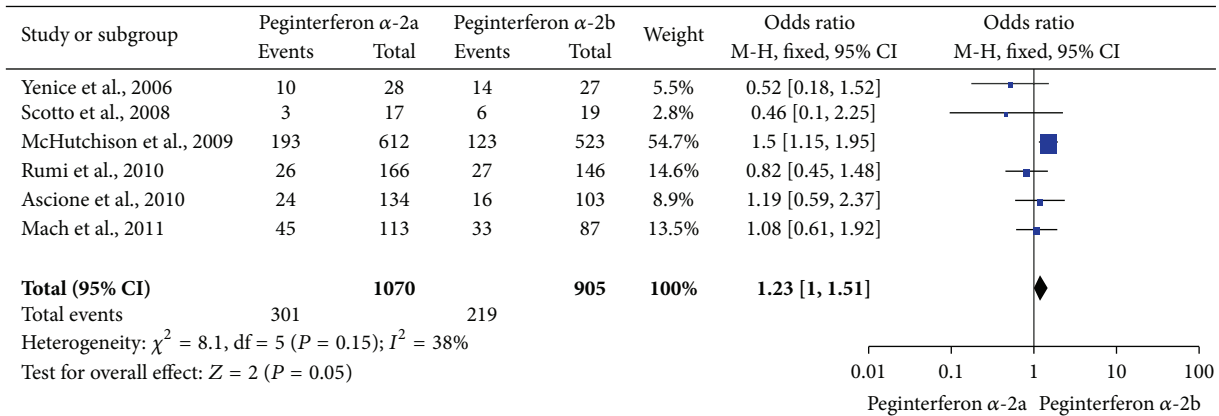 Study or subgroup Peginterferon α-2a Peginterferon α-2b Weight Odds ratio Odds ratio
Events Total Events Total M-H, fixed, 95% CI M-H, fixed, 95% CI
Yenice et al., 2006 10 28 14 27 5.5% 0.52 [0.18, 1.52]
Scotto et al., 2008 3 17 6 19 2.8% 0.46 [0.1, 2.25]
McHutchison et al., 2009 193 612 123 523 54.7% 1.5 [1.15, 1.95]
Rumi et al., 2010 26 166 27 146 14.6% 0.82 [0.45, 1.48]
Ascione et al., 2010 24 134 16 103 8.9% 1.19 [0.59, 2.37]
Mach et al., 2011 45 113 33 87 13.5% 1.08 [0.61, 1.92]
Total (95% CI) 1070 905 100% 1.23 [1, 1.51]
Total events 301 219
Heterogeneity: χ² = 8.1, df = 5 (P = 0.15); I² = 38%
Test for overall effect: Z = 2 (P = 0.05)
0.01 0.1 1 10 100
Peginterferon α-2a Peginterferon α-2b